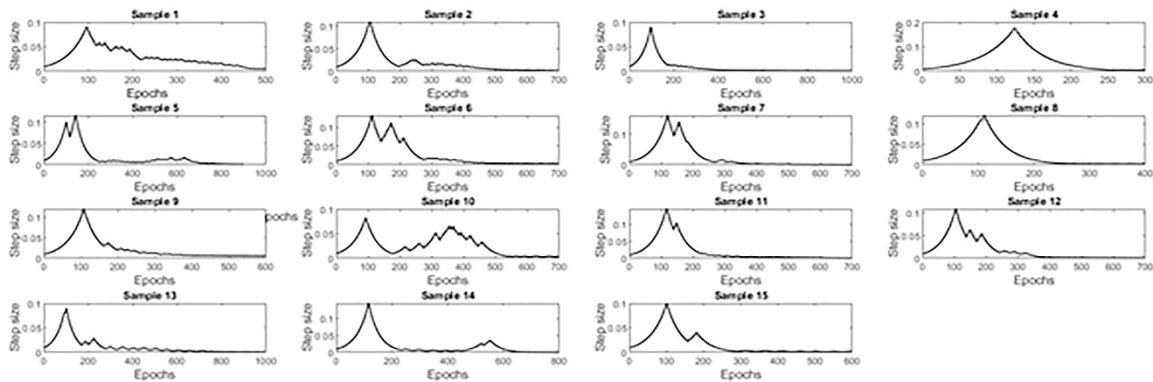 Sample 1 Sample 2 Sample 3 Sample 4
Step size 0.1 0.05 0 Step size 0.1 0.05 0 Step size 0.1 0.05 0 Step size 0.2 0.1 0
0 100 200 300 400 500 0 100 200 300 400 500 600 700 0 200 400 600 800 1000 0 50 100 150 200 250 300
Epochs Epochs Epochs Epochs
Sample 5 Sample 6 Sample 7 Sample 8
Step size 0.1 0.05 0 Step size 0.1 0.05 0 Step size 0.1 0 Step size 0.1 0.05 0
0 200 400 600 800 1000 0 100 200 300 400 500 600 700 0 100 200 300 400 500 600 700 0 100 200 300 400
Epochs Epochs Epochs Epochs
Sample 9 Sample 10 Sample 11 Sample 12
Step size 0.1 0.05 0 pochs Step size 0.1 0.05 0 Step size 0.1 0.05 0 Step size 0.1 0.05 0
0 100 200 300 400 500 600 0 100 200 300 400 500 600 700 0 100 200 300 400 500 600 700 0 100 200 300 400 500 600 700
Epochs Epochs Epochs Epochs
Sample 13 Sample 14 Sample 15
Step size 0.1 0.05 0 Step size 0.1 0.05 0 Step size 0.1 0.05 0
0 200 400 600 800 1000 0 200 400 600 800 0 100 200 300 400 500 600
Epochs Epochs Epochs